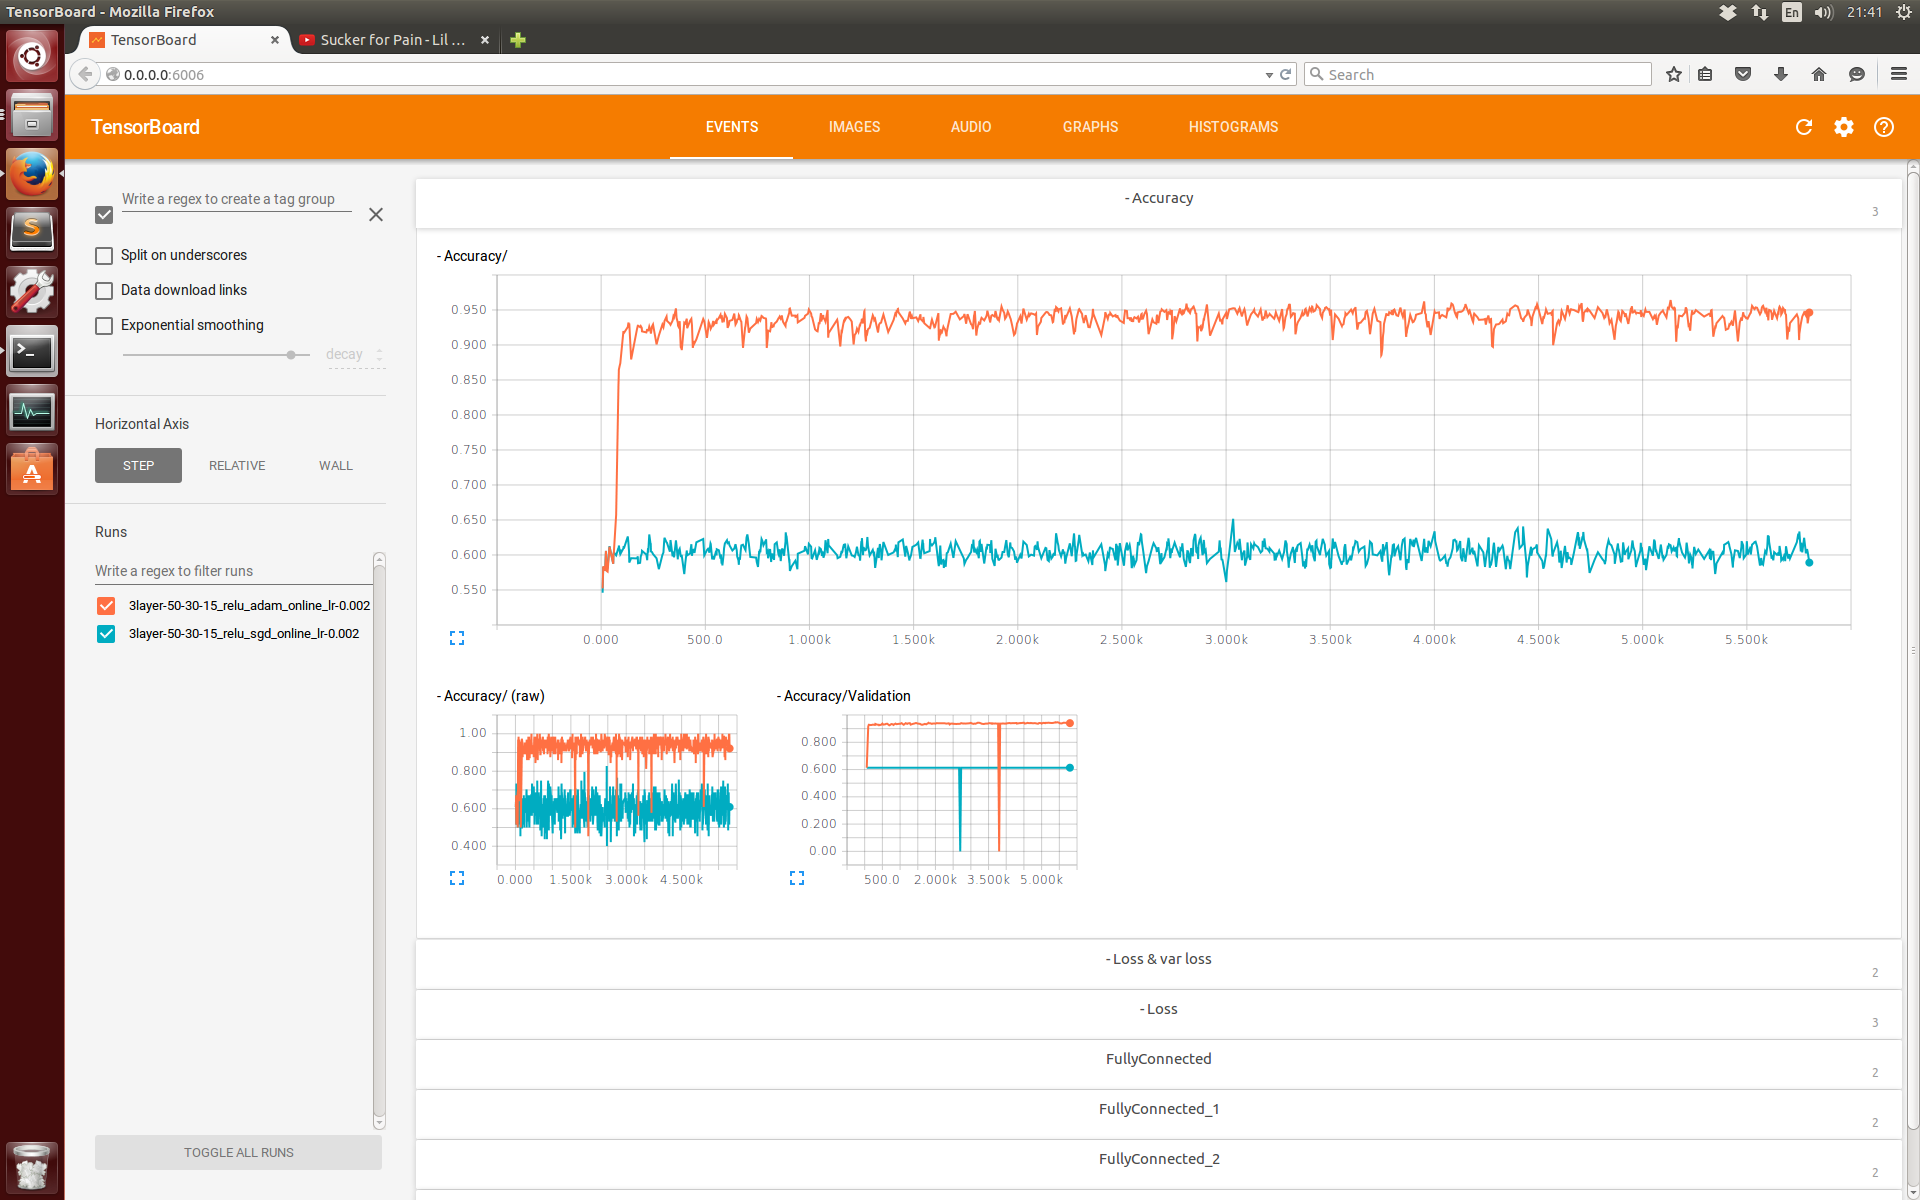 TensorBoard - Mozilla Firefox
En
21:41
TensorBoard
Sucker for Pain - Lil ...
0.0.0.0:6006
Search
TensorBoard
EVENTS
IMAGES
AUDIO
GRAPHS
HISTOGRAMS
Write a regex to create a tag group
Split on underscores
Data download links
Exponential smoothing
decay
Horizontal Axis
STEP
RELATIVE
WALL
Runs
Write a regex to filter runs
3layer-50-30-15_relu_adam_online_lr-0.002
3layer-50-30-15_relu_sgd_online_lr-0.002
TOGGLE ALL RUNS
- Accuracy
3
- Accuracy/
0.950
0.900
0.850
0.800
0.750
0.700
0.650
0.600
0.550
0.000 500.0 1.000k 1.500k 2.000k 2.500k 3.000k 3.500k 4.000k 4.500k 5.000k 5.500k
- Accuracy/ (raw)
1.00
0.800
0.600
0.400
0.000 1.500k 3.000k 4.500k
- Accuracy/Validation
0.800
0.600
0.400
0.200
0.00
500.0 2.000k 3.500k 5.000k
- Loss & var loss
2
- Loss
3
FullyConnected
2
FullyConnected_1
2
FullyConnected_2
2